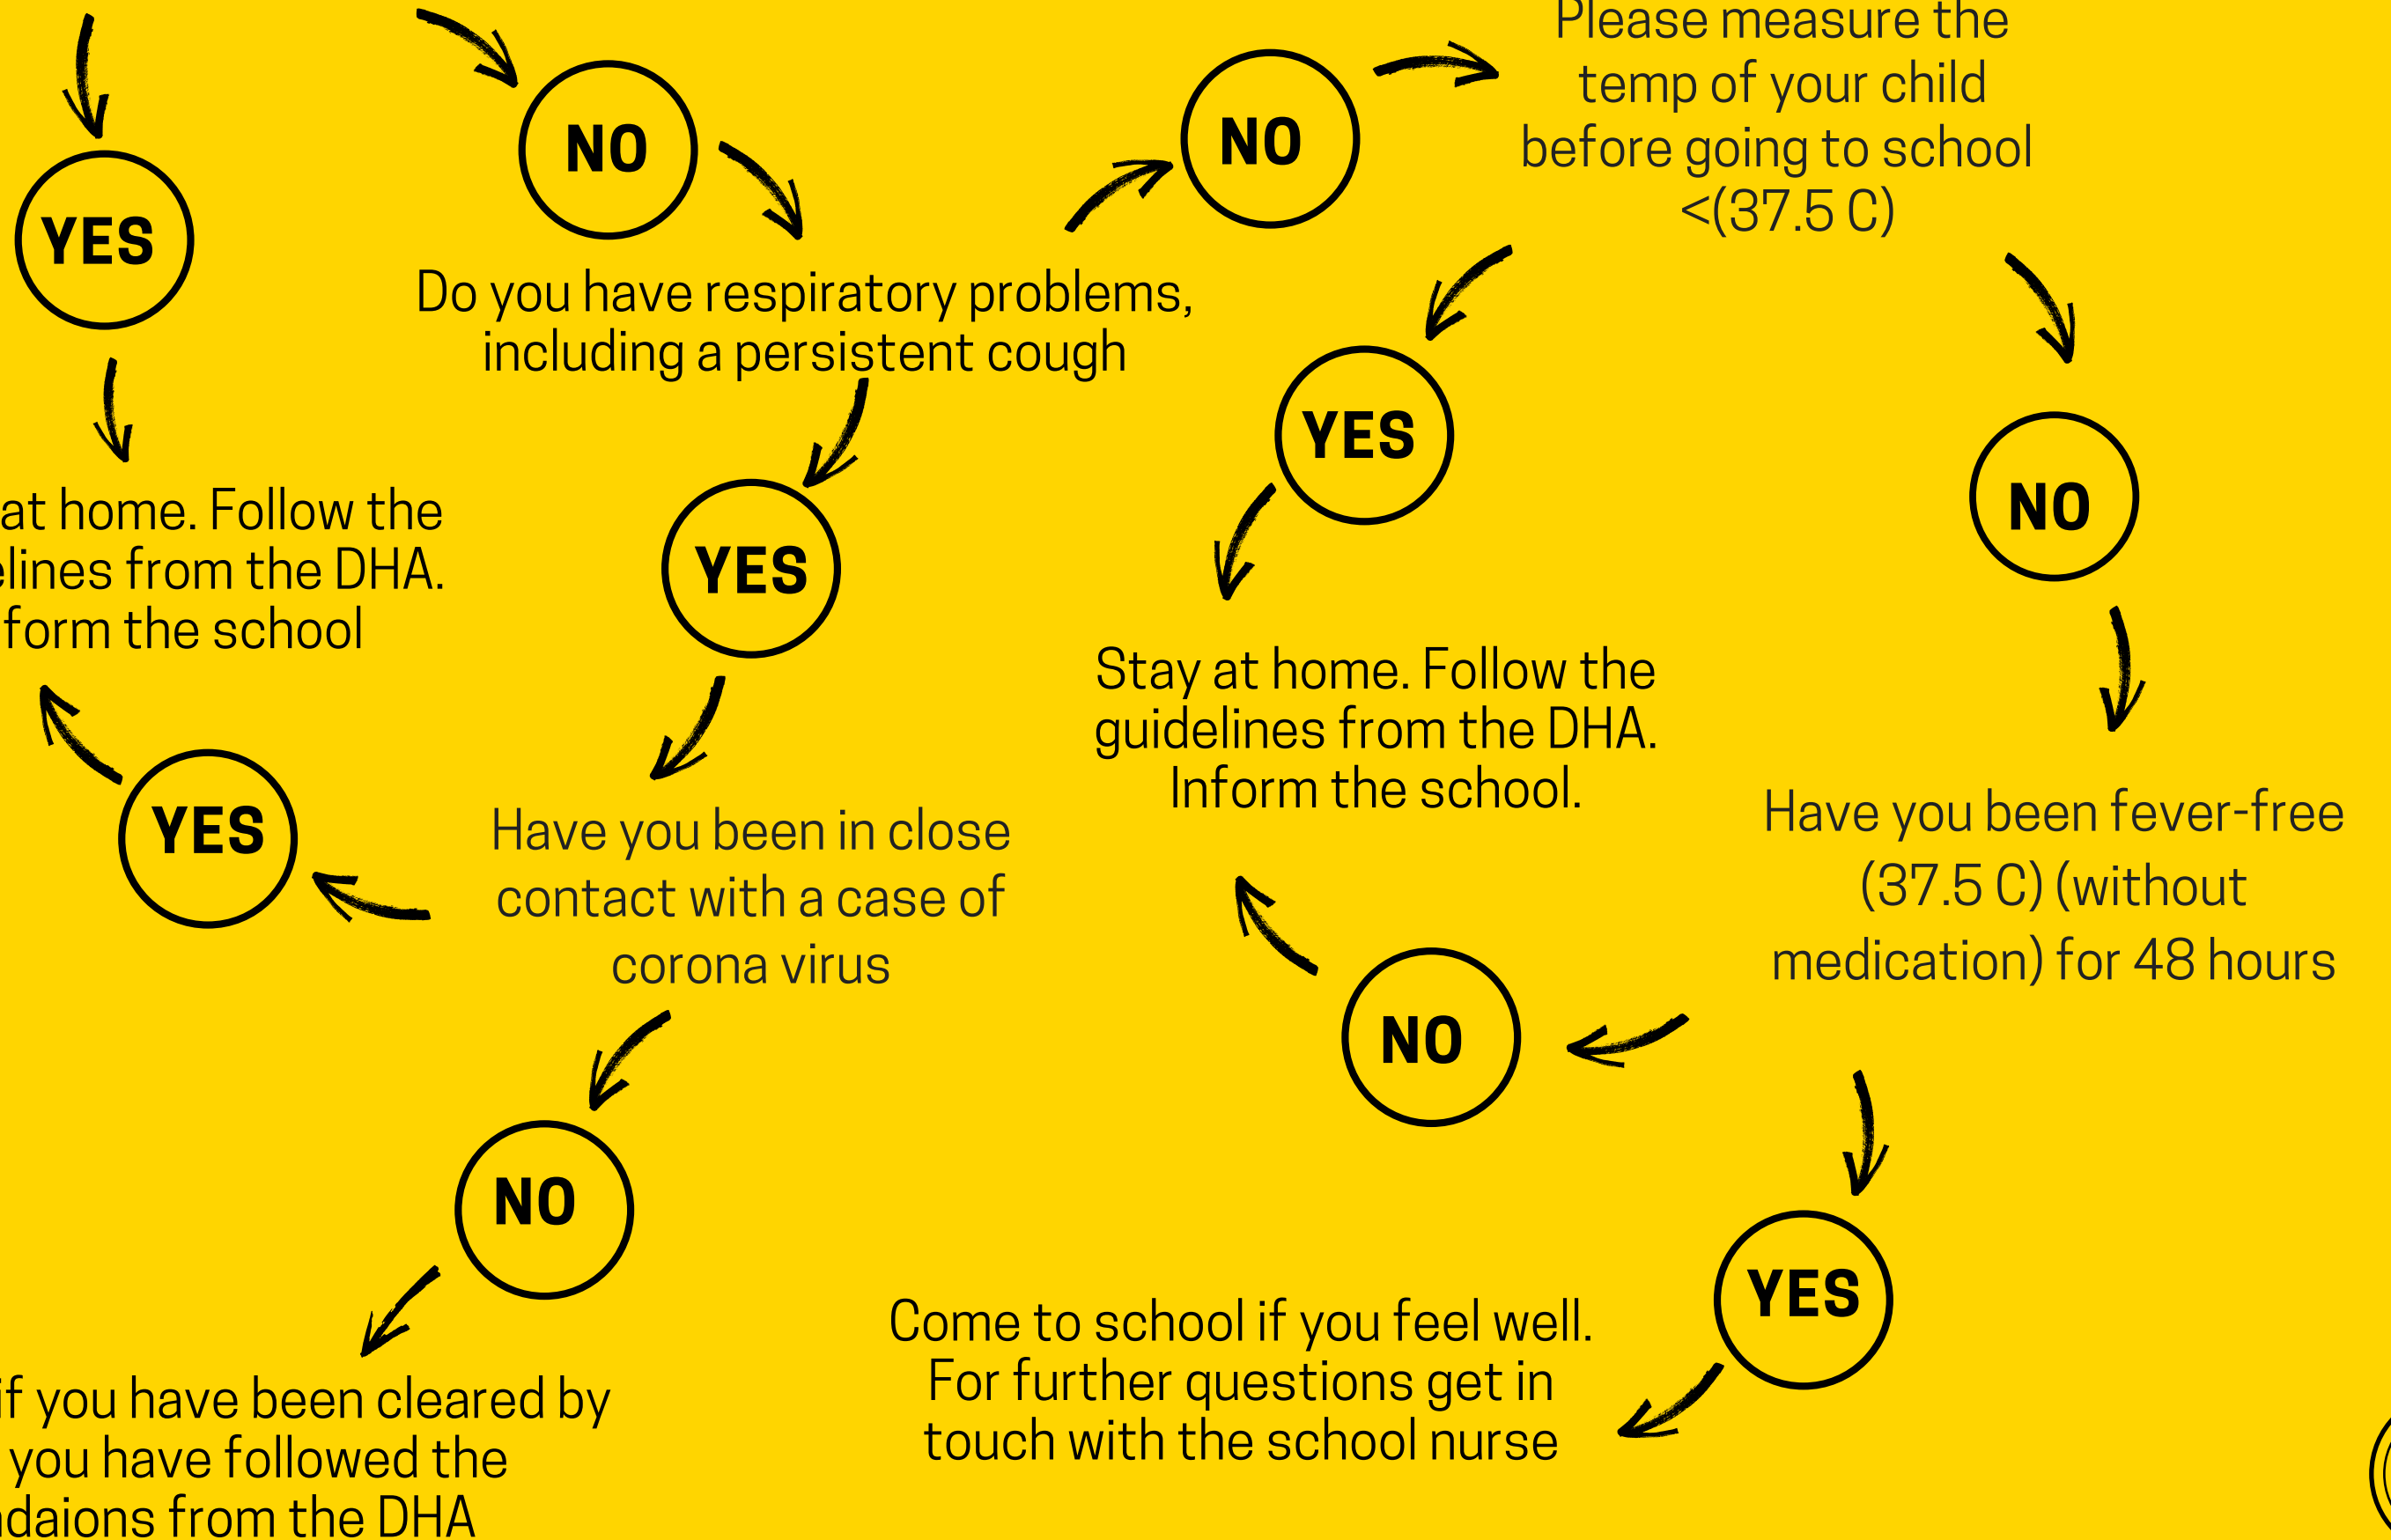 NO
Please measure the
temp of your child
before going to school
<(37.5 C)
NO
YES
Do you have respiratory problems,
including a persistent cough
YES
NO
at home. Follow the
lines from the DHA.
form the school
YES
Stay at home. Follow the
guidelines from the DHA.
Inform the school.
YES
Have you been in close
contact with a case of
corona virus
Have you been fever-free
(37.5 C) (without
medication) for 48 hours
NO
NO
YES
Come to school if you feel well.
For further questions get in
touch with the school nurse
if you have been cleared by
you have followed the
daions from the DHA